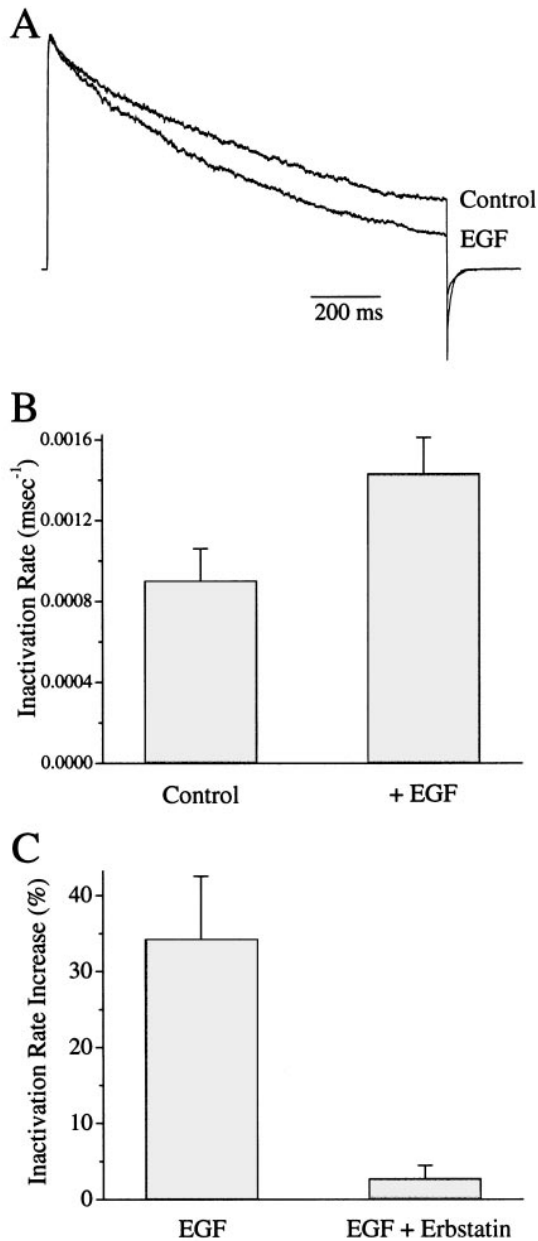 A
Control
EGF
200 ms
B
Inactivation Rate (msec⁻¹)
0.0016
0.0012
0.0008
0.0004
0.0000
Control
+ EGF
C
Inactivation Rate Increase (%)
40
30
20
10
0
EGF
EGF + Erbstatin